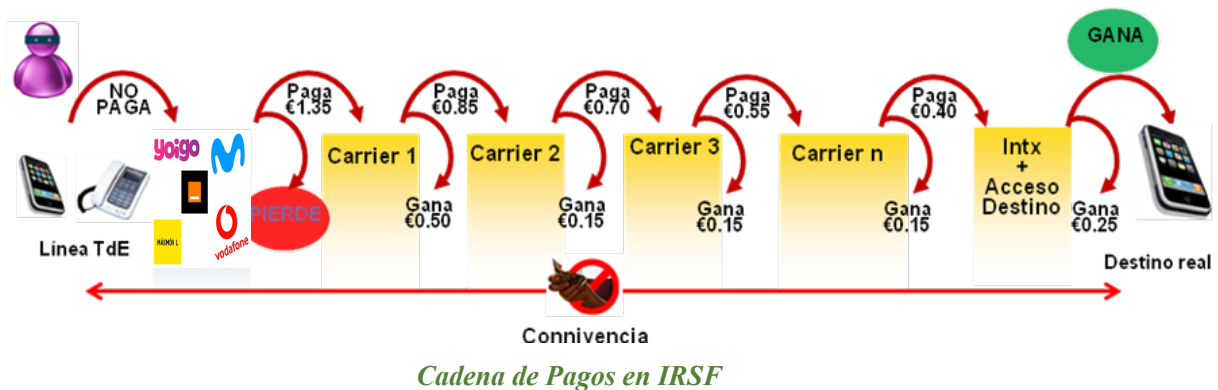 GANA
NO
PAGA
Paga
€1.35
Paga
€0.85
Paga
€0.70
Paga
€0.55
Paga
€0.40
yoigo
MÁSMÓVIL
vodafone
PIERDE
Carrier 1
Carrier 2
Carrier 3
Carrier n
Intx
+
Acceso
Destino
Gana
€0.50
Gana
€0.15
Gana
€0.15
Gana
€0.15
Gana
€0.25
Línea TdE
Destino real
Connivencia
Cadena de Pagos en IRSF